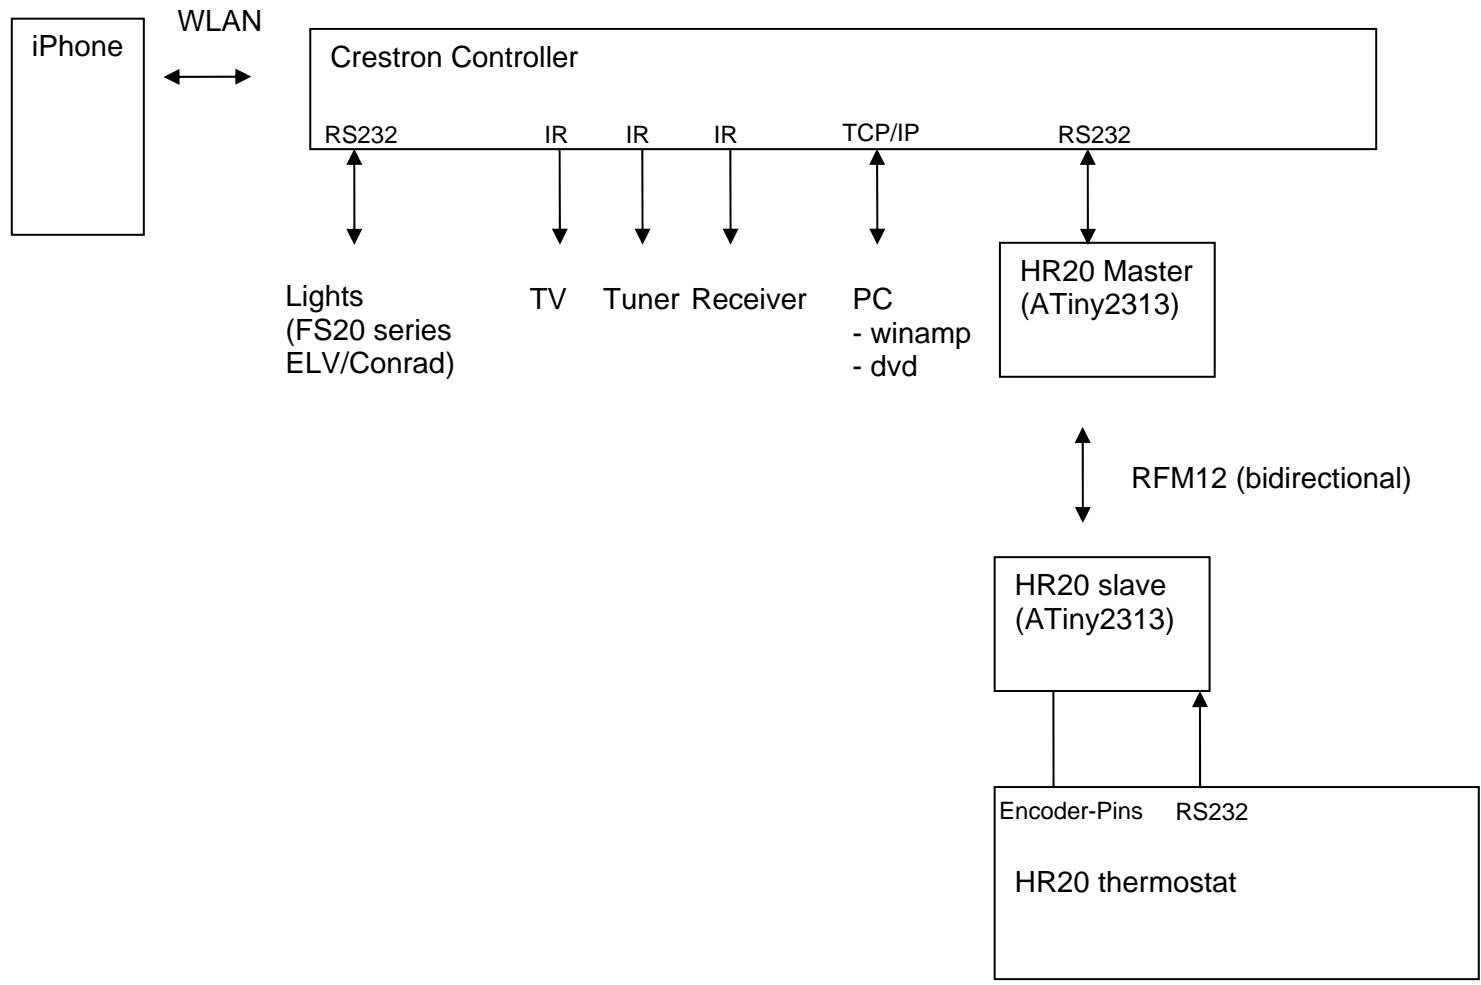 WLAN
iPhone
Crestron Controller
RS232 IR IR IR TCP/IP RS232
Lights
(FS20 series
ELV/Conrad)
TV
Tuner
Receiver
PC
- winamp
- dvd
HR20 Master
(ATiny2313)
RFM12 (bidirectional)
HR20 slave
(ATiny2313)
Encoder-Pins RS232
HR20 thermostat